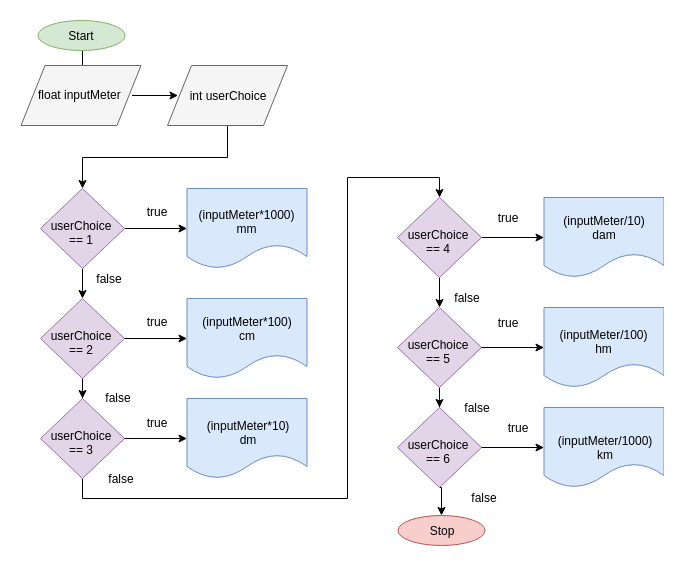 Start
float inputMeter
int userChoice
userChoice
== 1
true
(inputMeter*1000)
mm
false
userChoice
== 2
true
(inputMeter*100)
cm
false
userChoice
== 3
true
(inputMeter*10)
dm
false
userChoice
== 4
true
(inputMeter/10)
dam
false
userChoice
== 5
true
(inputMeter/100)
hm
false
userChoice
== 6
true
(inputMeter/1000)
km
false
Stop